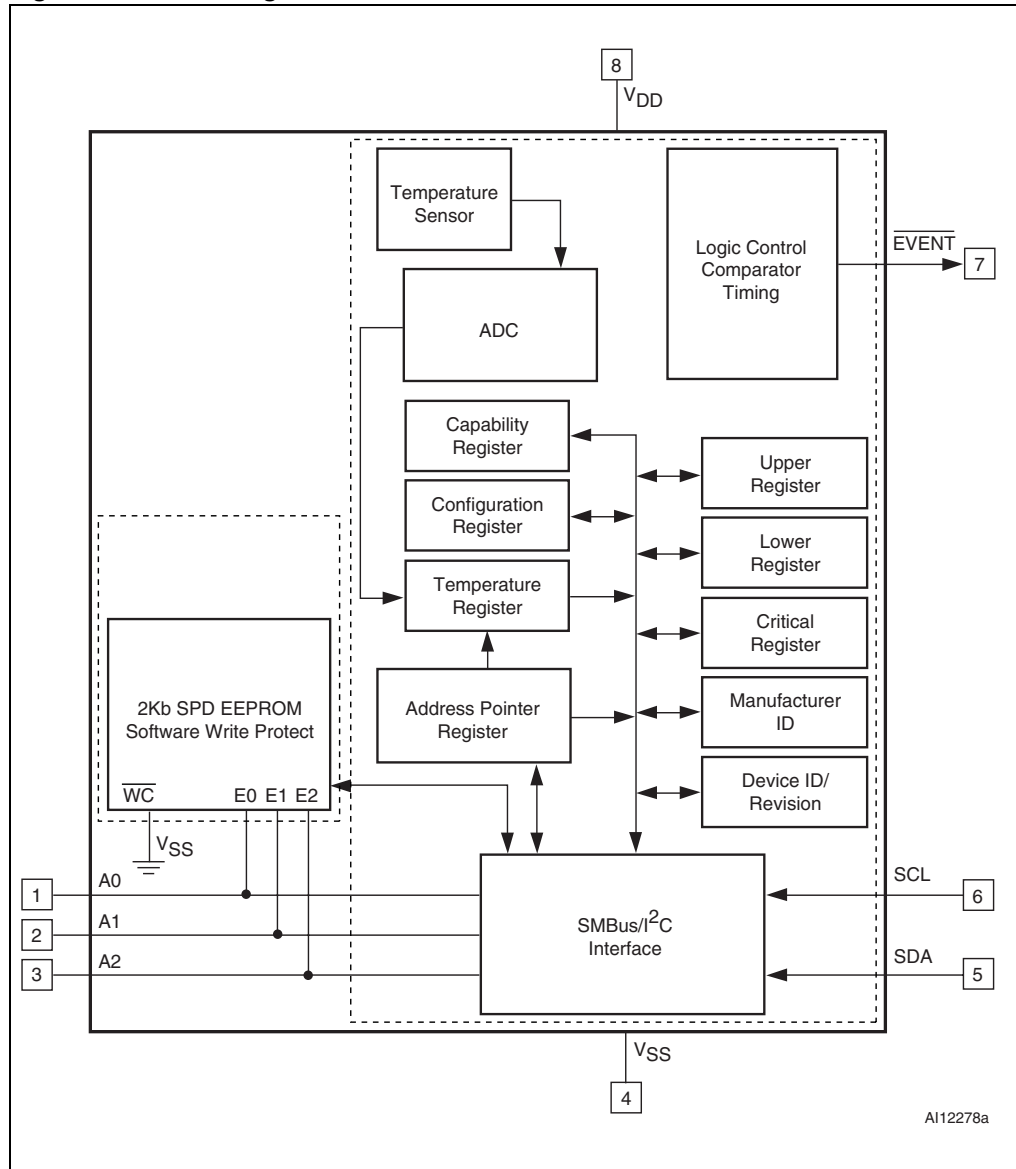 8
VDD
Temperature
Sensor
Logic Control
Comparator
Timing
EVENT
7
ADC
Capability
Register
Upper
Register
Configuration
Register
Lower
Register
Temperature
Register
Critical
Register
2Kb SPD EEPROM
Software Write Protect
Address Pointer
Register
Manufacturer
ID
WC E0 E1 E2
Device ID/
Revision
VSS
1 A0
SCL 6
2 A1
SMBus/I2C
Interface
3 A2
SDA 5
VSS
4
AI12278a